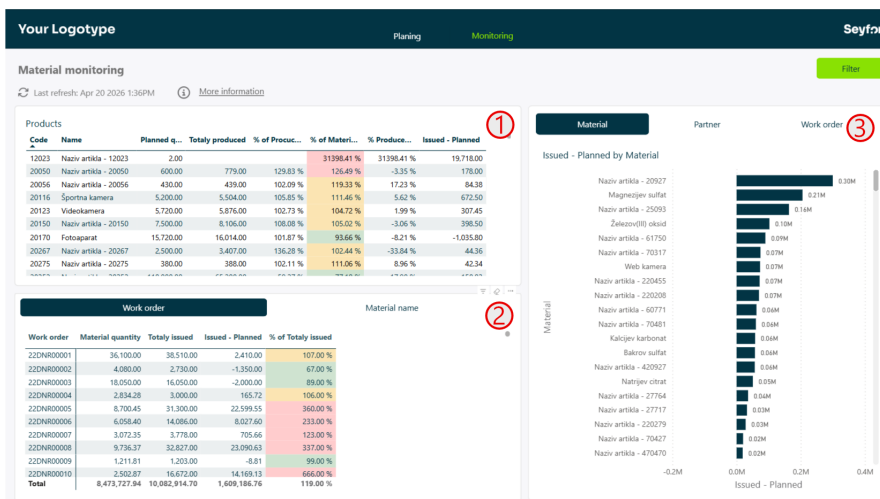 Your Logotype
Planing
Monitoring
Material monitoring
Filter
Last refresh: Apr 20 2026 1:36PM
More information
Products
1
Code Name Planned q... Totaly produced % of Procuc... % of Materi... % Produce... Issued - Planned
12023 Naziv artikla - 12023 2.00 31398.41 % 31398.41 % 19,718.00
20050 Naziv artikla - 20050 600.00 779.00 129.83 % 126.49 % -3.35 % 178.00
20056 Naziv artikla - 20056 430.00 439.00 102.09 % 119.33 % 17.23 % 84.38
20116 Športna kamera 5,200.00 5,504.00 105.85 % 111.46 % 5.62 % 672.50
20123 Videokamera 5,720.00 5,876.00 102.73 % 104.72 % 1.99 % 307.45
20150 Naziv artikla - 20150 7,500.00 8,106.00 108.08 % 105.02 % -3.06 % 398.50
20170 Fotoaparat 15,720.00 16,014.00 101.87 % 93.66 % -8.21 % -1,035.80
20267 Naziv artikla - 20267 2,500.00 3,407.00 136.28 % 102.44 % -33.84 % 44.36
20275 Naziv artikla - 20275 380.00 388.00 102.11 % 111.06 % 8.96 % 42.34
Work order
Material name
2
Work order Material quantity Totaly issued Issued - Planned % of Totaly issued
22DNR00001 36,100.00 38,510.00 2,410.00 107.00 %
22DNR00002 4,080.00 2,730.00 -1,350.00 67.00 %
22DNR00003 18,050.00 16,050.00 -2,000.00 89.00 %
22DNR00004 2,834.28 3,000.00 165.72 106.00 %
22DNR00005 8,700.45 31,300.00 22,599.55 360.00 %
22DNR00006 6,058.40 14,086.00 8,027.60 233.00 %
22DNR00007 3,072.35 3,778.00 705.66 123.00 %
22DNR00008 9,736.37 32,827.00 23,090.63 337.00 %
22DNR00009 1,211.81 1,203.00 -8.81 99.00 %
22DNR00010 2,502.87 16,672.00 14,169.13 666.00 %
Total 8,473,727.94 10,082,914.70 1,609,186.76 119.00 %
Material
Partner
Work order
3
Issued - Planned by Material
Material
Naziv artikla - 20927 0.30M
Magnezijev sulfat 0.21M
Naziv artikla - 25093 0.16M
Železov(III) oksid 0.10M
Naziv artikla - 61750 0.09M
Naziv artikla - 70317 0.07M
Web kamera 0.07M
Naziv artikla - 220455 0.07M
Naziv artikla - 220208 0.07M
Naziv artikla - 60771 0.06M
Naziv artikla - 70481 0.06M
Kalcijev karbonat 0.06M
Bakrov sulfat 0.06M
Naziv artikla - 420927 0.06M
Natrijev citrat 0.05M
Naziv artikla - 27764 0.04M
Naziv artikla - 27717 0.03M
Naziv artikla - 220279 0.03M
Naziv artikla - 70427 0.02M
Naziv artikla - 470470 0.02M
-0.2M 0.0M 0.2M 0.4M
Issued - Planned